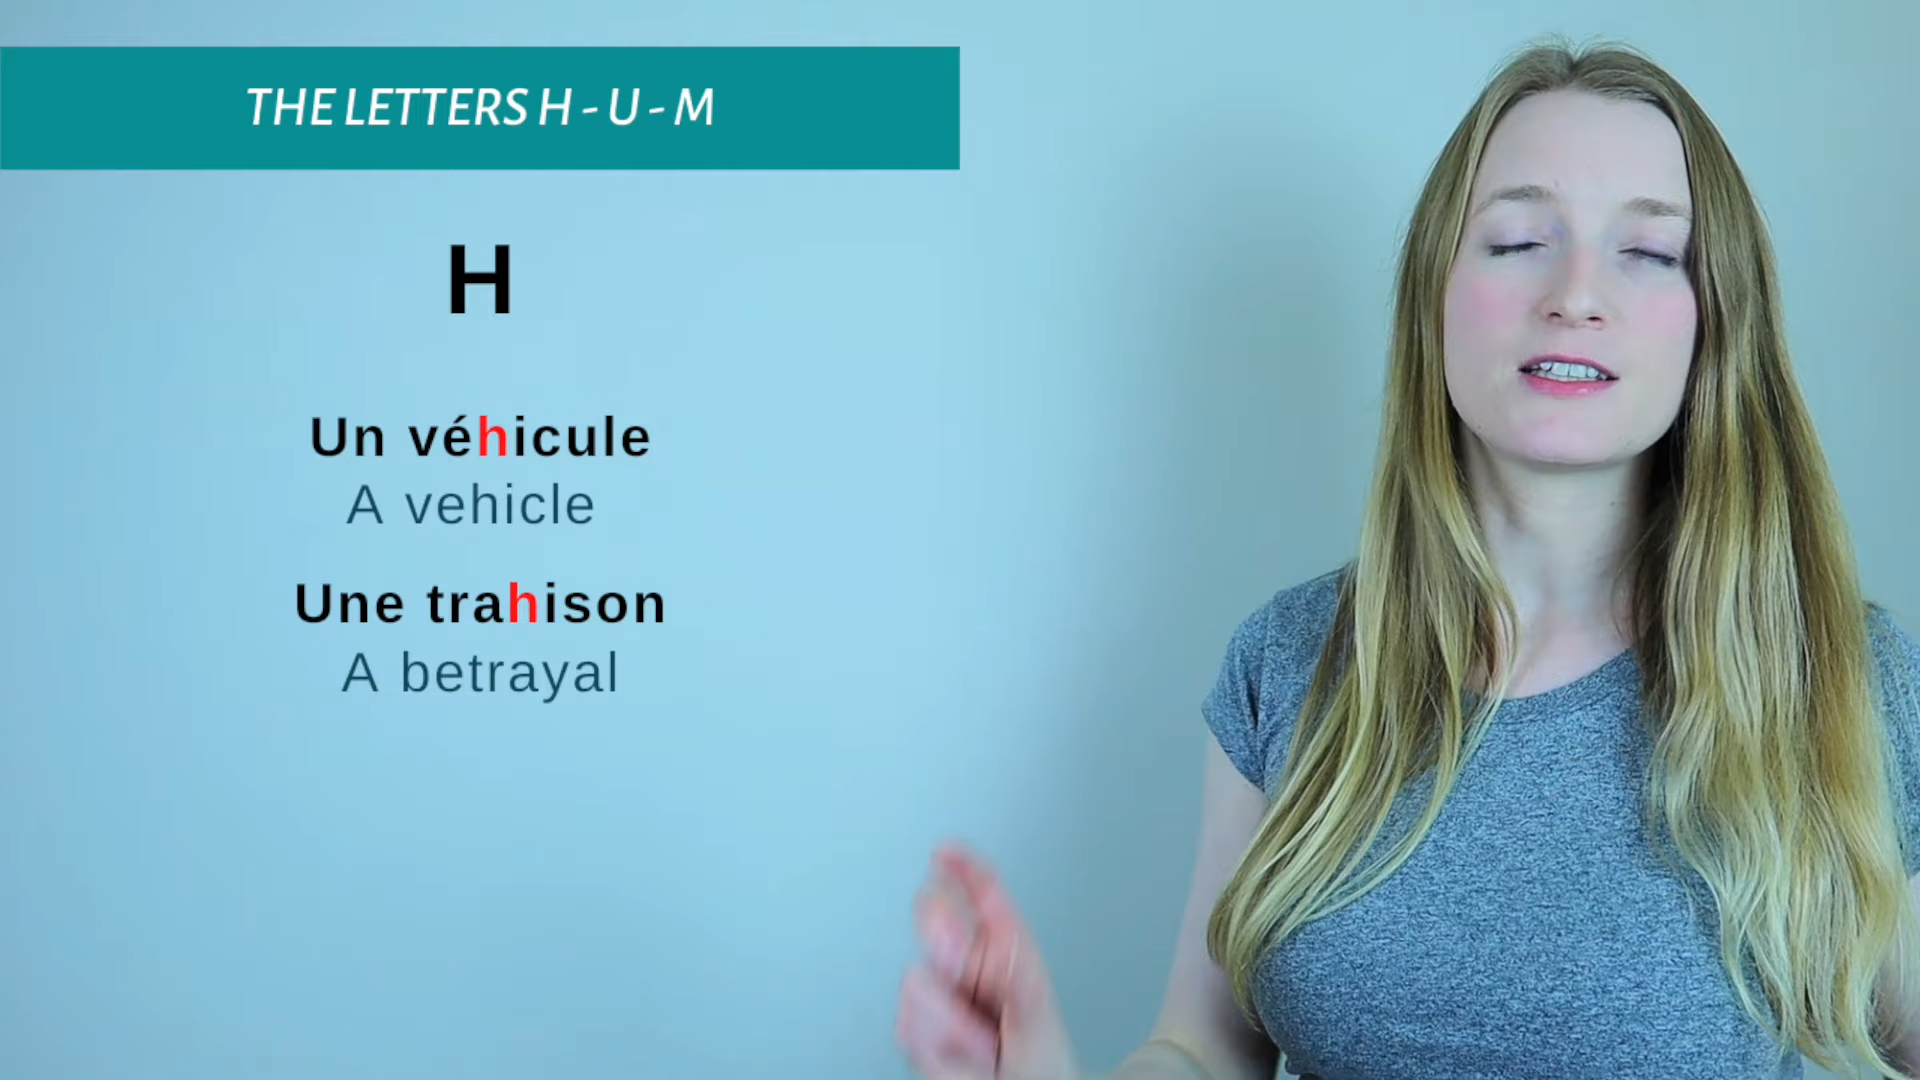 THE LETTERS H - U - M
H
Un véhicule
A vehicle
Une trahison
A betrayal